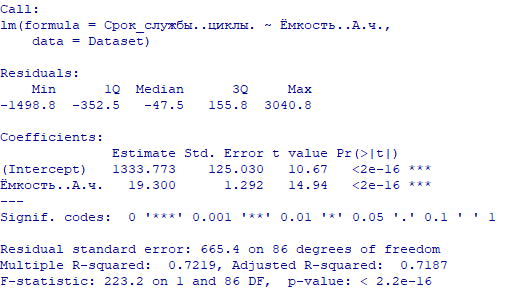 Call:
lm(formula = Срок_службы..циклы. ~ Ёмкость..А.ч.,
    data = Dataset)
Residuals:
    Min      1Q  Median      3Q     Max
-1498.8  -352.5   -47.5   155.8  3040.8
Coefficients:
              Estimate Std. Error t value Pr(>|t|)
(Intercept)   1333.773    125.030   10.67   <2e-16 ***
Ёмкость..А.ч.   19.300      1.292   14.94   <2e-16 ***
---
Signif. codes:  0 '***' 0.001 '**' 0.01 '*' 0.05 '.' 0.1 ' ' 1
Residual standard error: 665.4 on 86 degrees of freedom
Multiple R-squared:  0.7219, Adjusted R-squared:  0.7187
F-statistic: 223.2 on 1 and 86 DF,  p-value: < 2.2e-16